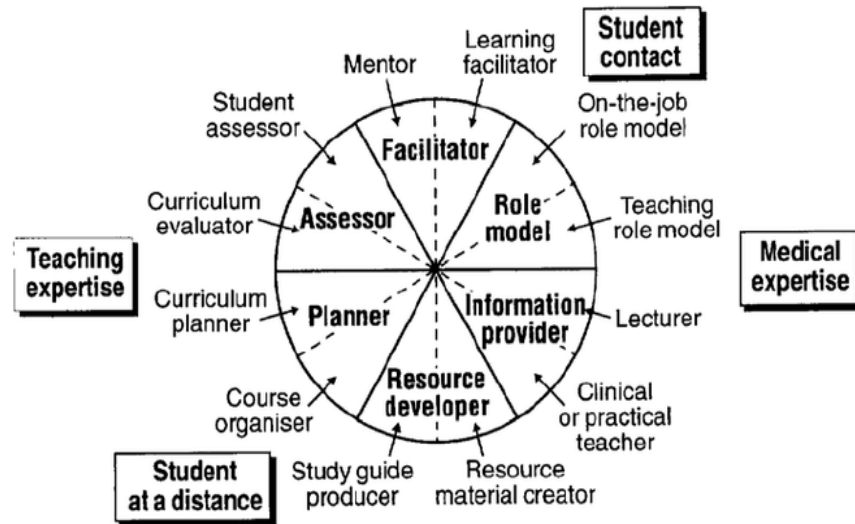 Student
contact
Learning
facilitator
Mentor
Student
assessor
On-the-job
role model
Facilitator
Curriculum
evaluator
Assessor
Role
model
Teaching
role model
Teaching
expertise
Medical
expertise
Curriculum
planner
Planner
Information
provider
Lecturer
Resource
developer
Course
organiser
Clinical
or practical
teacher
Student
at a distance
Study guide
producer
Resource
material creator